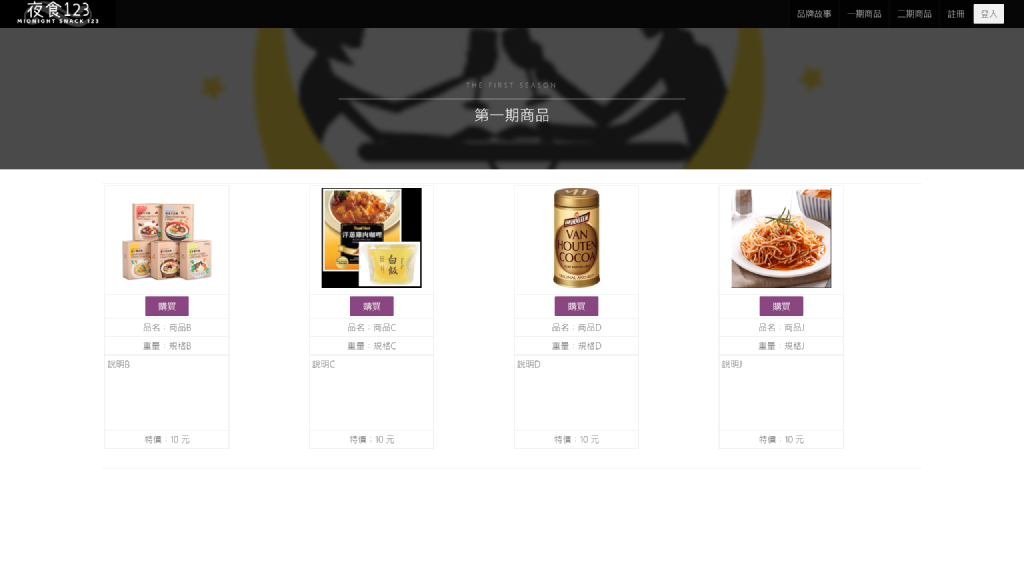 夜食123
MIDNIGHT SNACK 123
品牌故事
一期商品
二期商品
註冊
登入
THE FIRST SEASON
第一期商品
洋蔥雞肉咖哩
白飯
VAN
HOUTEN
COCOA
購買
購買
購買
購買
品名：商品B
品名：商品C
品名：商品D
品名：商品J
重量：規格B
重量：規格C
重量：規格D
重量：規格J
說明B
說明C
說明D
說明J
特價：10 元
特價：10 元
特價：10 元
特價：10 元